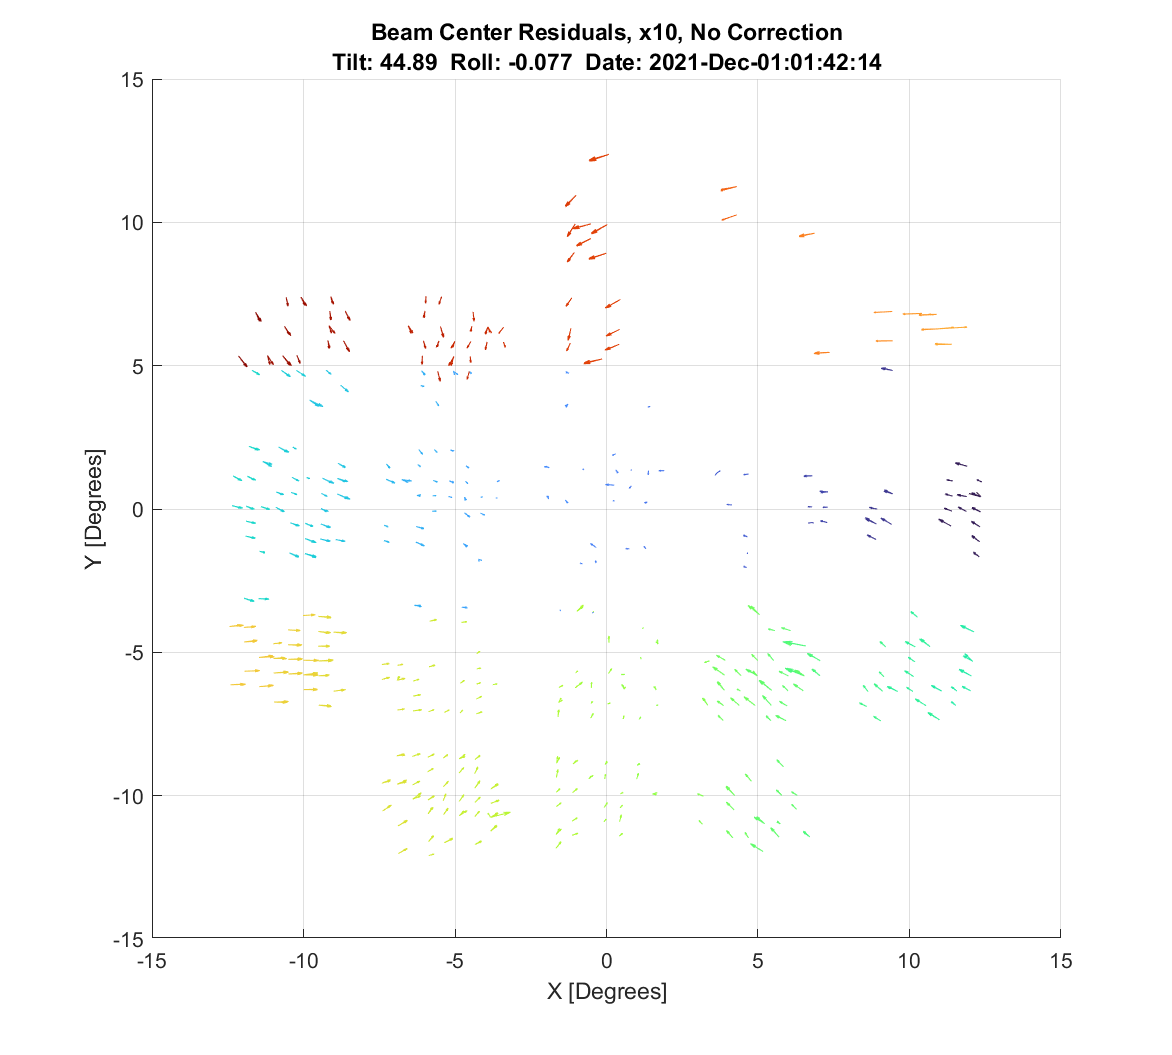 Beam Center Residuals, x10, No Correction
Tilt: 44.89 Roll: -0.077 Date: 2021-Dec-01:01:42:14
15
10
5
0
-5
-10
-15
Y [Degrees]
-15 -10 -5 0 5 10 15
X [Degrees]